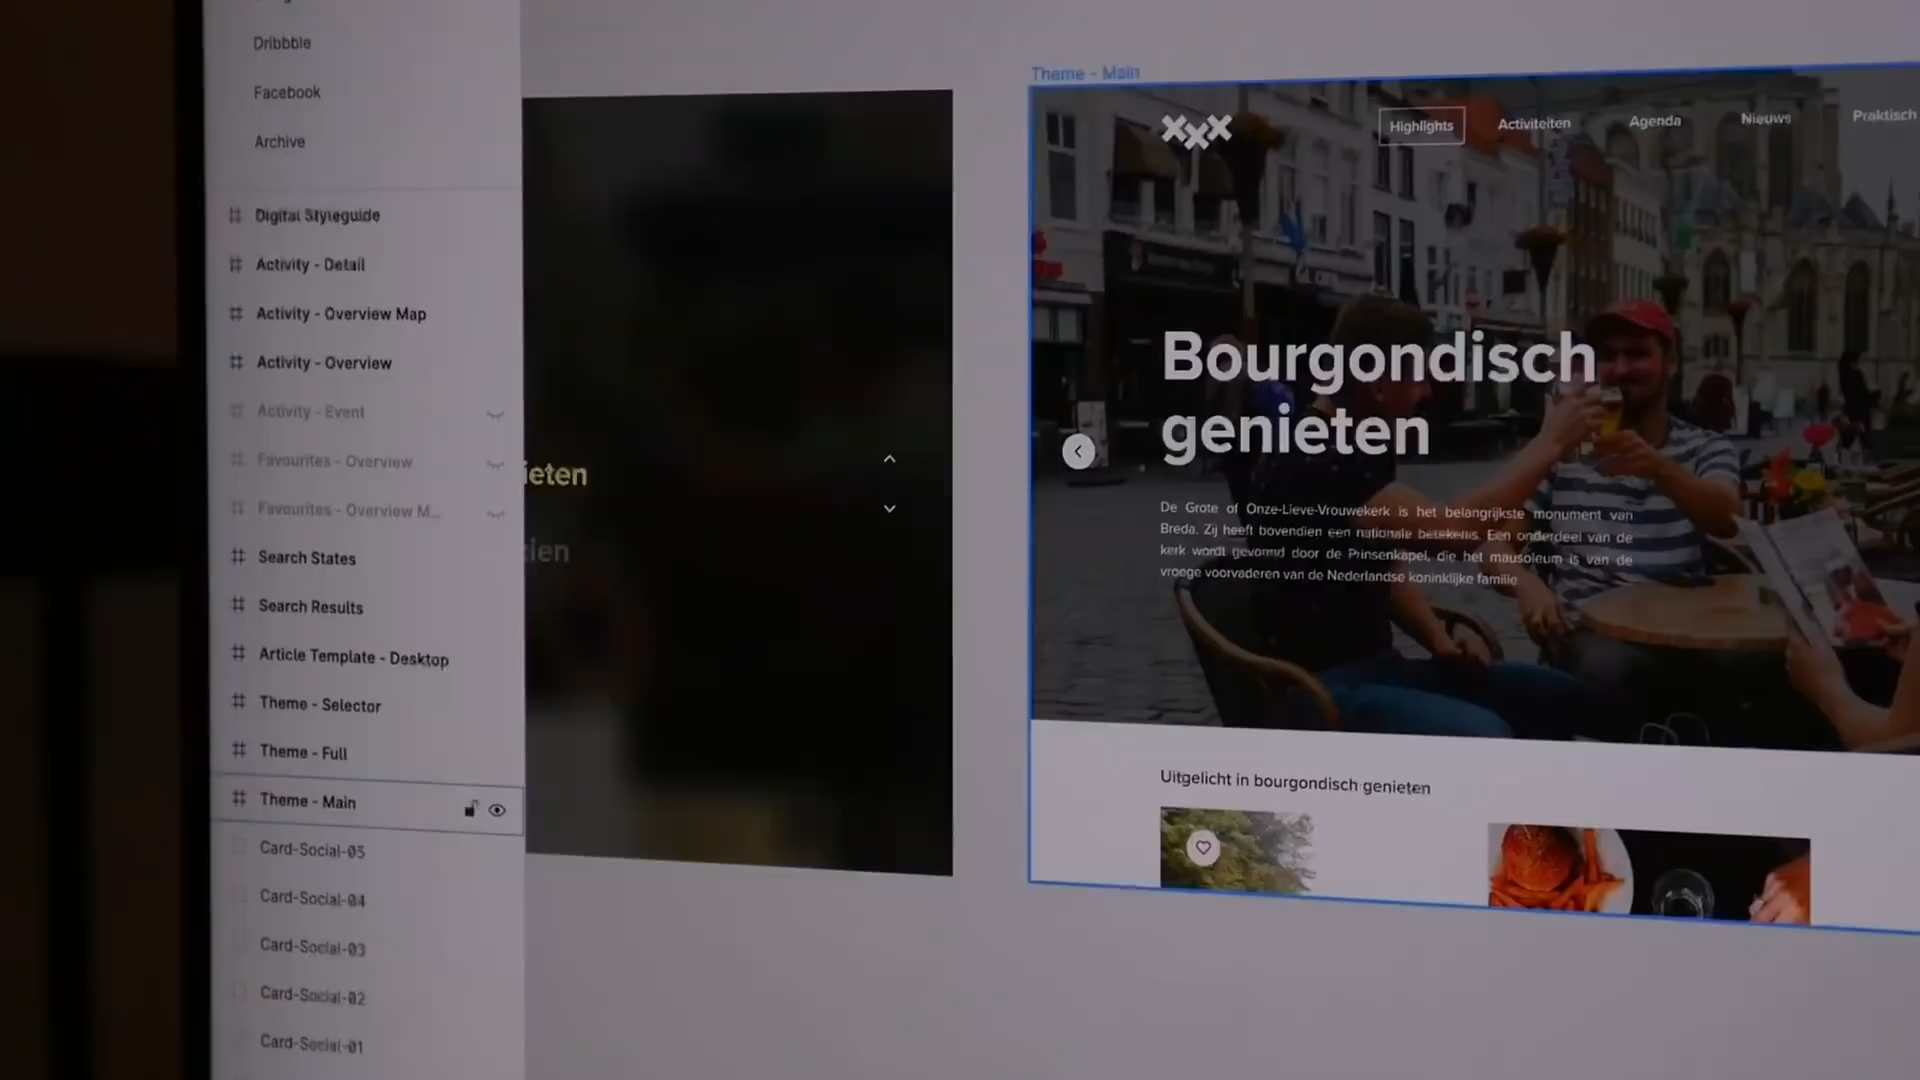 Dribbble
Facebook
Archive
Digital Styleguide
Activity - Detail
Activity - Overview Map
Activity - Overview
Activity - Event
Favourites - Overview
Favourites - Overview M...
Search States
Search Results
Article Template - Desktop
Theme - Selector
Theme - Full
Theme - Main
Card-Social-05
Card-Social-04
Card-Social-03
Card-Social-02
Card-Social-01
ieten
ien
Theme - Main
Highlights Activiteiten Agenda Nieuws Praktisch
Bourgondisch
genieten
De Grote of Onze-Lieve-Vrouwekerk is het belangrijkste monument van
Breda. Zij heeft bovendien een nationale betekenis. Een onderdeel van de
kerk wordt gevormd door de Prinsenkapel, die het mausoleum is van de
vroege voorvaderen van de Nederlandse koninklijke familie
Uitgelicht in bourgondisch genieten